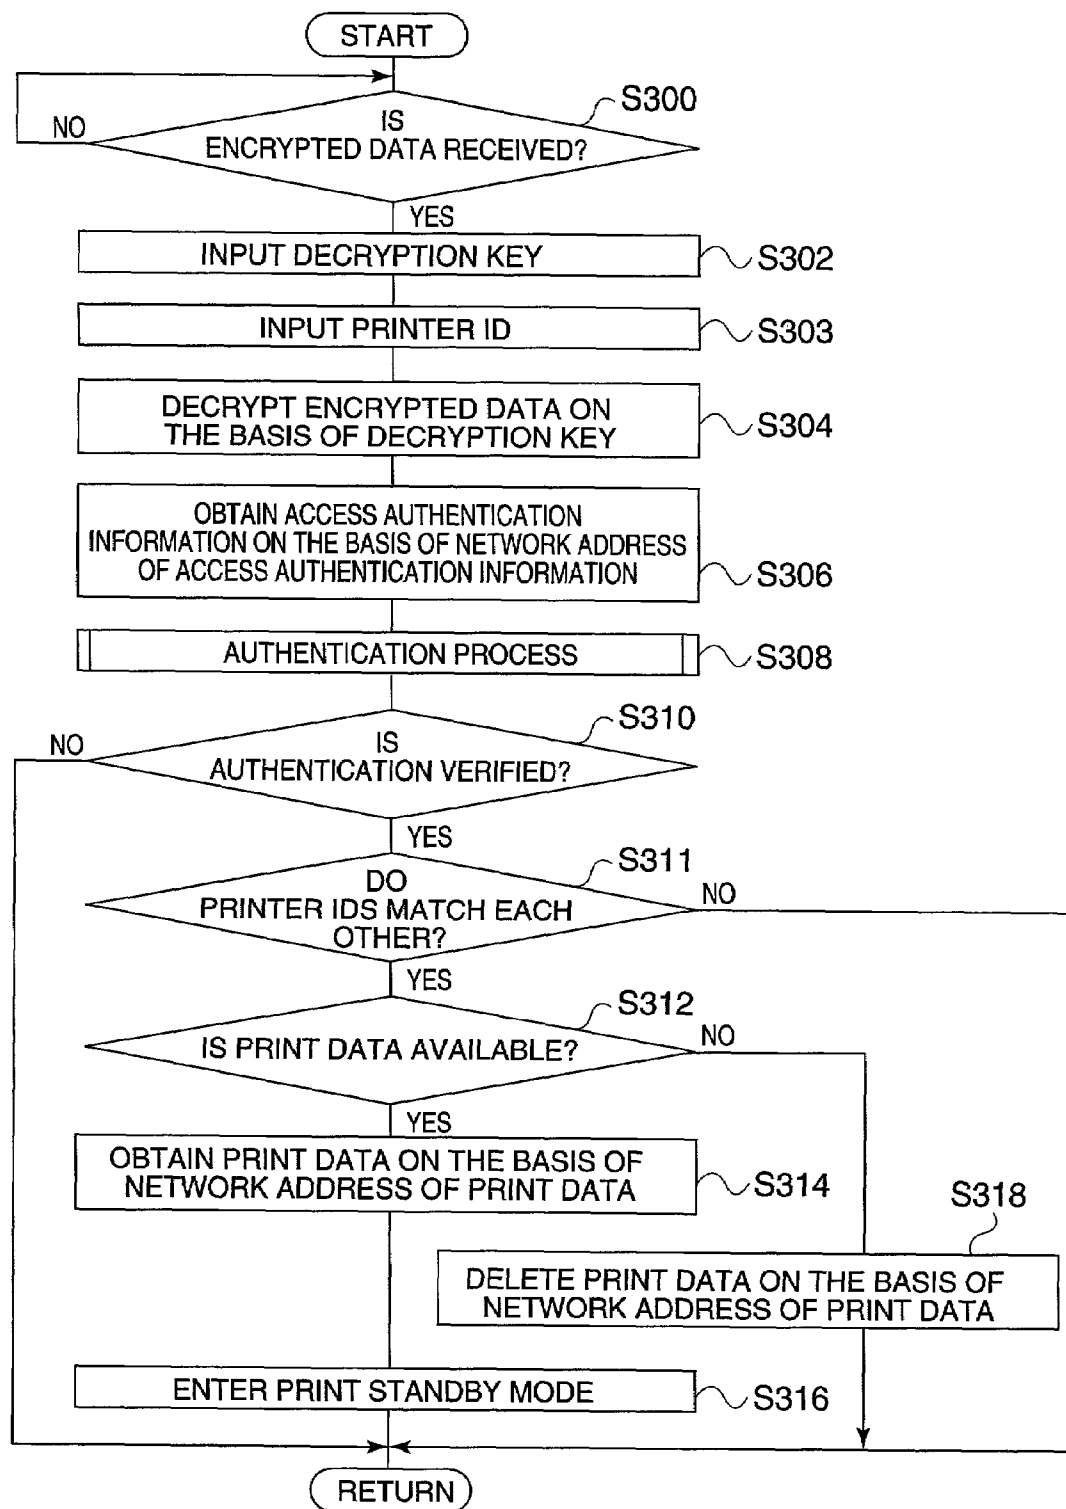 START
S300
NO
IS
ENCRYPTED DATA RECEIVED?
YES
INPUT DECRYPTION KEY
S302
INPUT PRINTER ID
S303
DECRYPT ENCRYPTED DATA ON
THE BASIS OF DECRYPTION KEY
S304
OBTAIN ACCESS AUTHENTICATION
INFORMATION ON THE BASIS OF NETWORK ADDRESS
OF ACCESS AUTHENTICATION INFORMATION
S306
AUTHENTICATION PROCESS
S308
S310
NO
IS
AUTHENTICATION VERIFIED?
YES
S311
DO
PRINTER IDS MATCH EACH
OTHER?
NO
YES
S312
IS PRINT DATA AVAILABLE?
NO
YES
OBTAIN PRINT DATA ON THE BASIS OF
NETWORK ADDRESS OF PRINT DATA
S314
S318
DELETE PRINT DATA ON THE BASIS OF
NETWORK ADDRESS OF PRINT DATA
ENTER PRINT STANDBY MODE
S316
RETURN